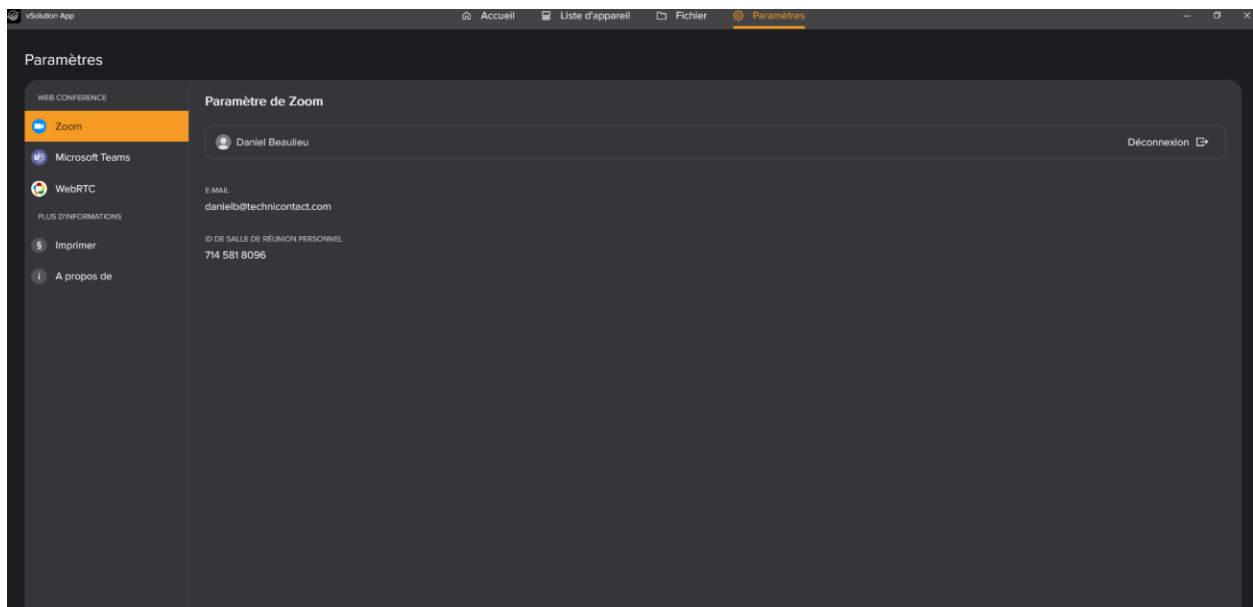 vSolution App
Accueil
Liste d'appareil
Fichier
Paramètres
Paramètres
WEB CONFERENCE
Zoom
Microsoft Teams
WebRTC
PLUS D'INFORMATIONS
Imprimer
A propos de
Paramètre de Zoom
Daniel Beaulieu
Déconnexion
E-MAIL
danielb@technicontact.com
ID DE SALLE DE RÉUNION PERSONNEL
714 581 8096